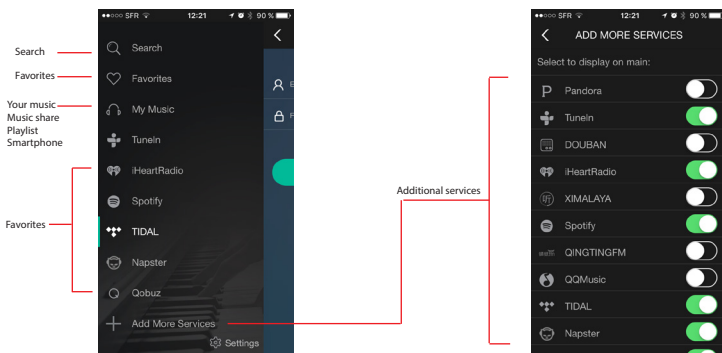 ●●○○○ SFR 12:21 90 %
Search
Favorites
My Music
TuneIn
iHeartRadio
Spotify
TIDAL
Napster
Qobuz
Add More Services
Settings
Search
Favorites
Your music
Music share
Playlist
Smartphone
Favorites
Additional services
●●○○○ SFR 12:21 90 %
ADD MORE SERVICES
Select to display on main:
Pandora
TuneIn
DOUBAN
iHeartRadio
XIMALAYA
Spotify
QINGTINGFM
QQMusic
TIDAL
Napster